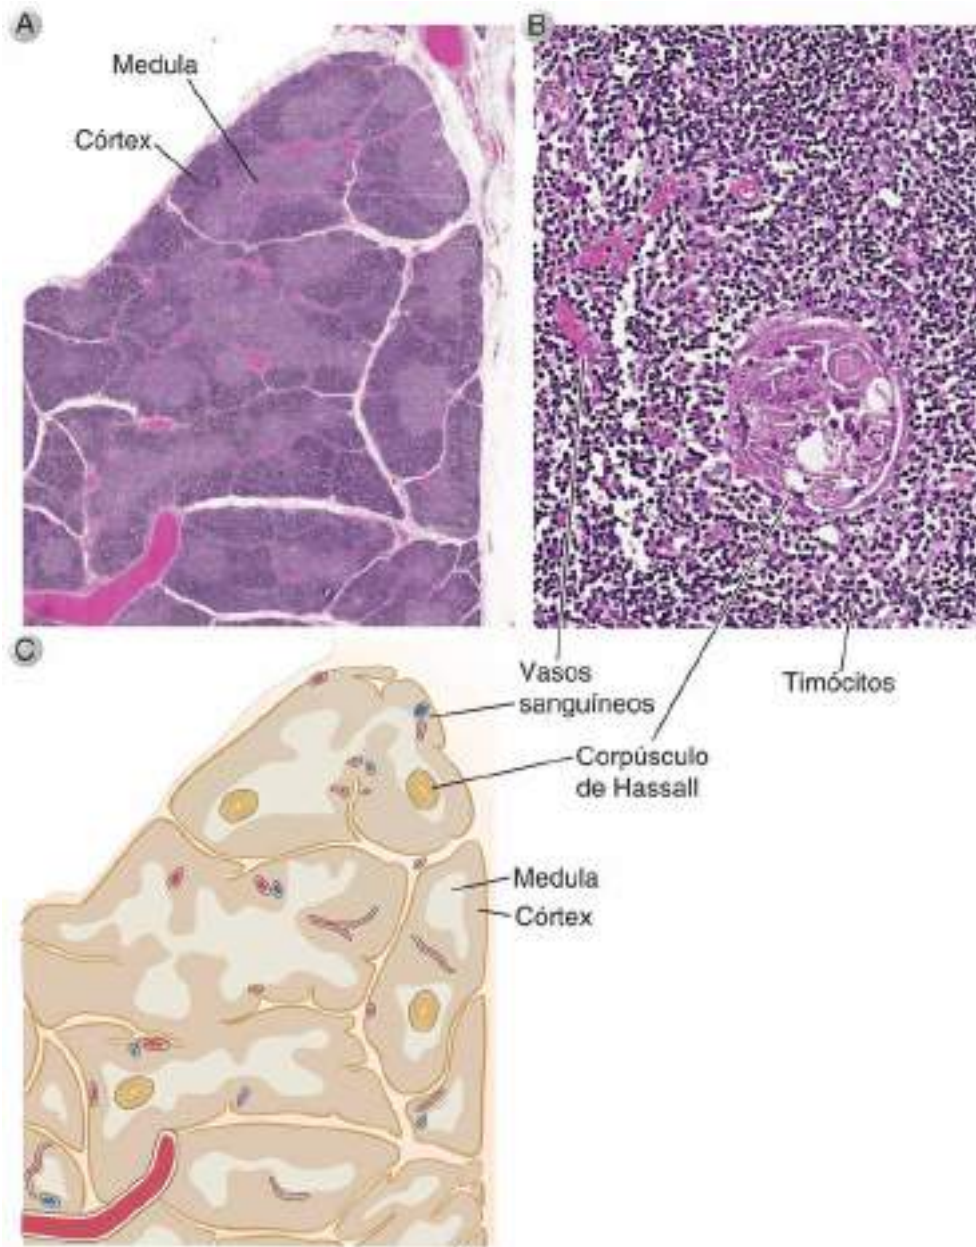 A
B
Medula
Córtex
C
Vasos
sanguíneos
Timócitos
Corpúsculo
de Hassall
Medula
Córtex